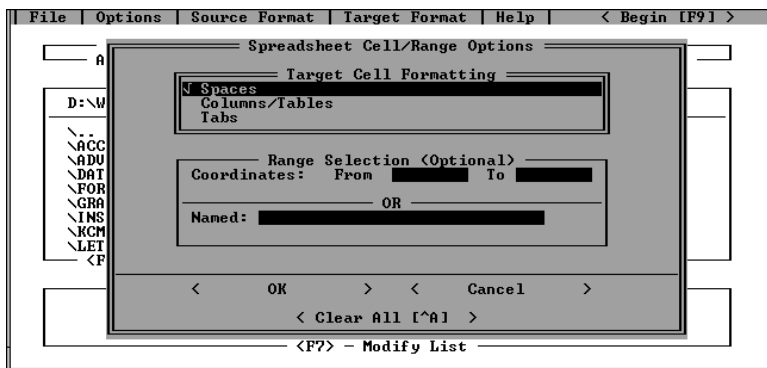 File | Options | Source Format | Target Format | Help | < Begin [F9] >
Spreadsheet Cell/Range Options
A
Target Cell Formatting
√ Spaces
Columns/Tables
Tabs
D:\W
\..
\ACC
\ADV
\DAT
\FOR
\GRA
\INS
\KCM
\LET
<F
Range Selection (Optional)
Coordinates: From To
OR
Named:
< OK > < Cancel >
< Clear All [^A] >
<F7> - Modify List